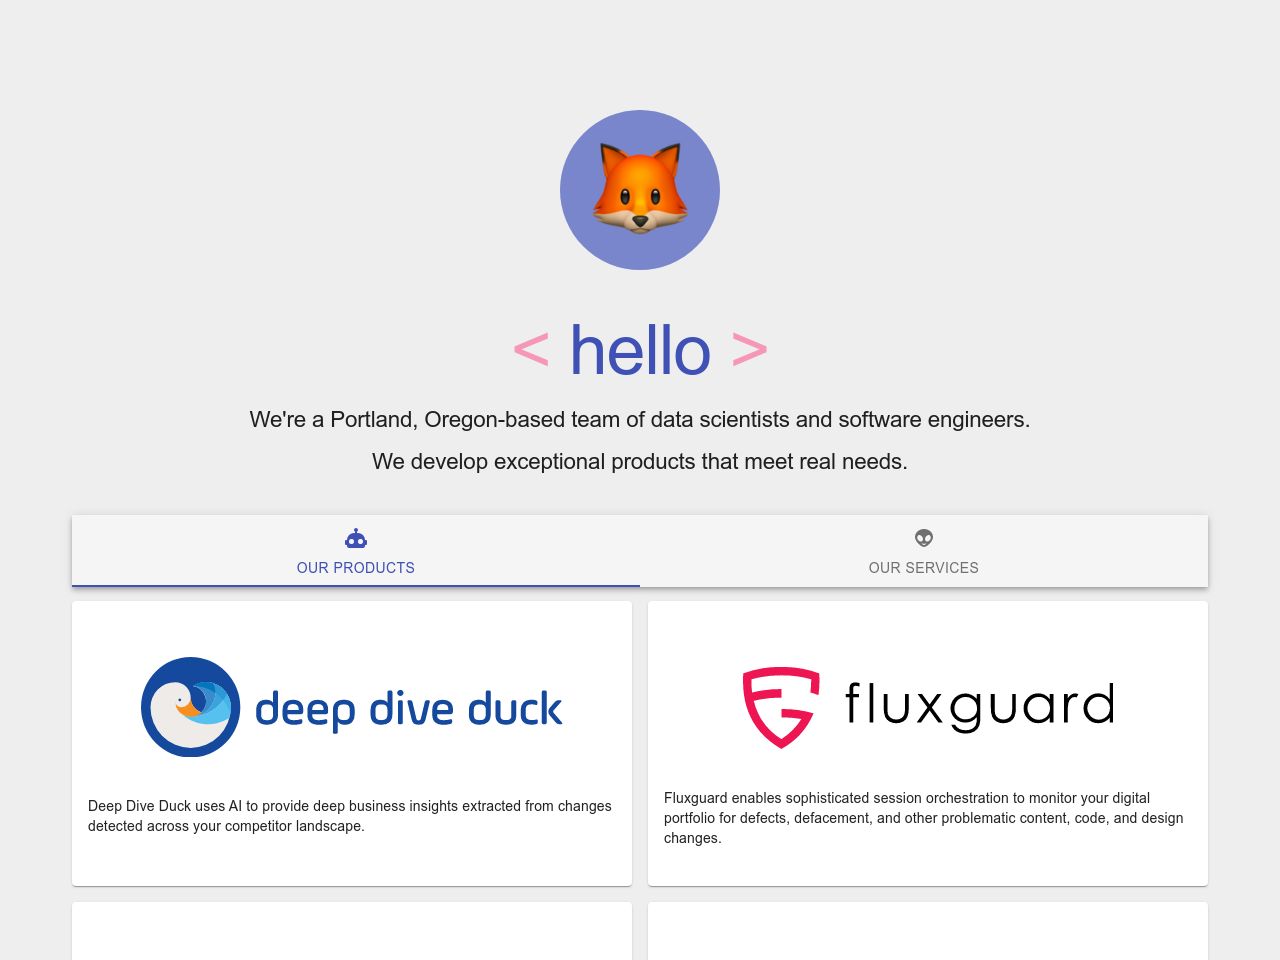 < hello >
We're a Portland, Oregon-based team of data scientists and software engineers.
We develop exceptional products that meet real needs.
OUR PRODUCTS
OUR SERVICES
deep dive duck
Deep Dive Duck uses AI to provide deep business insights extracted from changes
detected across your competitor landscape.
fluxguard
Fluxguard enables sophisticated session orchestration to monitor your digital
portfolio for defects, defacement, and other problematic content, code, and design
changes.